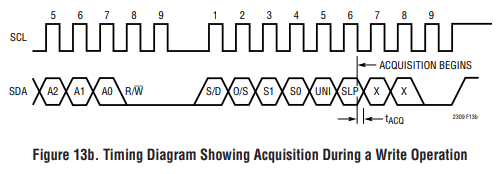 5 6 7 8 9 1 2 3 4 5 6 7 8 9
SCL
ACQUISITION BEGINS
SDA A2 A1 A0 R/W̅ S/D O/S S1 S0 UNI SLP X X
tACQ
2309 F13b
Figure 13b. Timing Diagram Showing Acquisition During a Write Operation